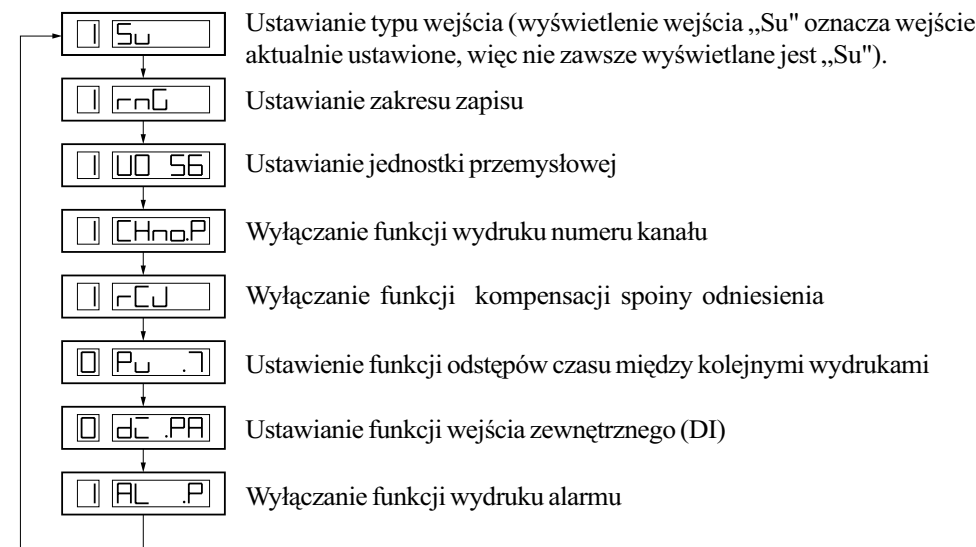 1 5u Ustawianie typu wejścia (wyświetlenie wejścia „Su" oznacza wejście
aktualnie ustawione, więc nie zawsze wyświetlane jest „Su").
1 rnG Ustawianie zakresu zapisu
1 UO 56 Ustawianie jednostki przemysłowej
1 CHno.P Wyłączanie funkcji wydruku numeru kanału
1 rCJ Wyłączanie funkcji kompensacji spoiny odniesienia
0 Pu .7 Ustawienie funkcji odstępów czasu między kolejnymi wydrukami
0 di .PA Ustawianie funkcji wejścia zewnętrznego (DI)
1 AL .P Wyłączanie funkcji wydruku alarmu